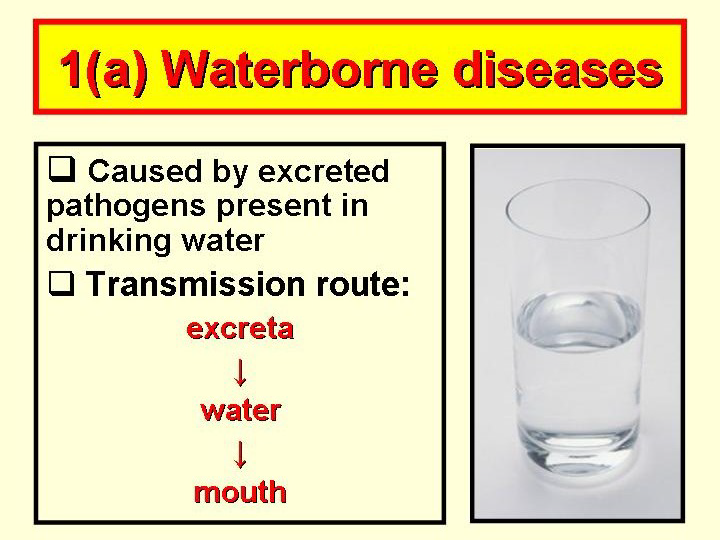 1(a) Waterborne diseases
❑ Caused by excreted
pathogens present in
drinking water
❑ Transmission route:
excreta
↓
water
↓
mouth